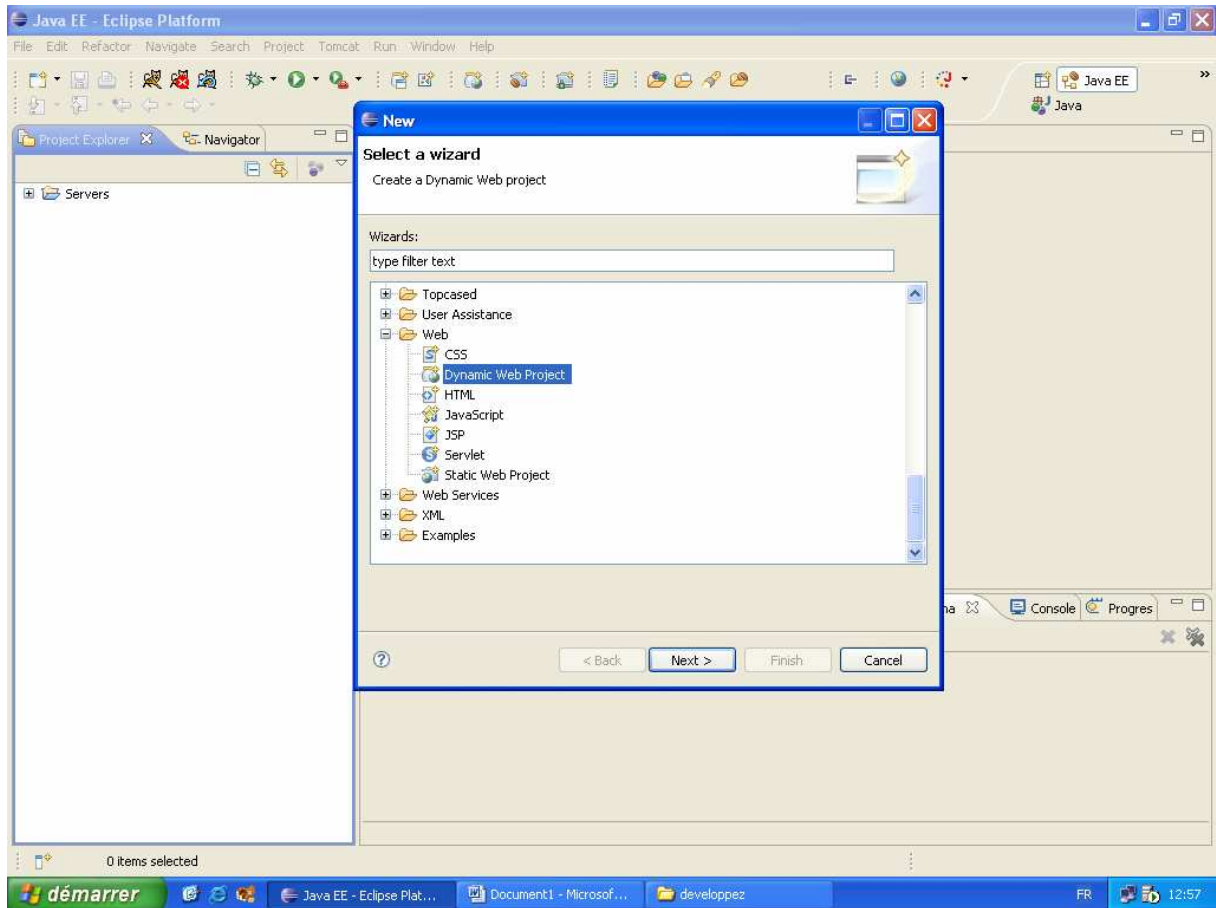 Java EE - Eclipse Platform
File Edit Refactor Navigate Search Project Tomcat Run Window Help
Java EE
»
Java
Project Explorer
Navigator
Servers
New
Select a wizard
Create a Dynamic Web project
Wizards:
type filter text
Topcased
User Assistance
Web
CSS
Dynamic Web Project
HTML
JavaScript
JSP
Servlet
Static Web Project
Web Services
XML
Examples
< Back
Next >
Finish
Cancel
na
Console
Progres
0 items selected
démarrer
Java EE - Eclipse Plat...
Document1 - Microsof...
developpez
FR
12:57